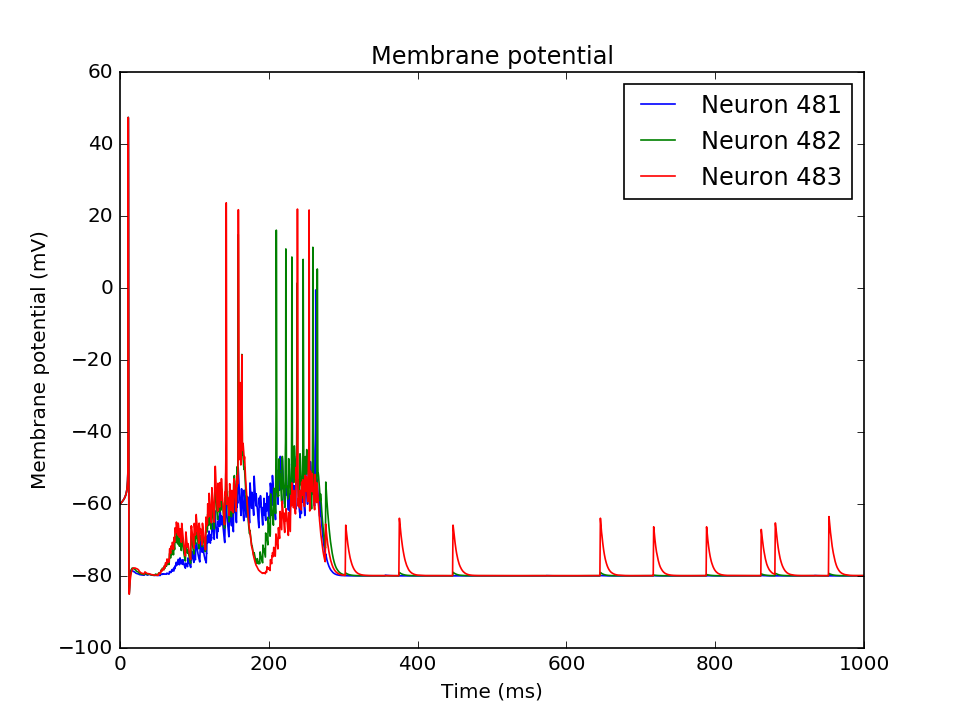 Membrane potential
60
40
20
0
−20
−40
−60
−80
−100
Membrane potential (mV)
Neuron 481
Neuron 482
Neuron 483
0 200 400 600 800 1000
Time (ms)